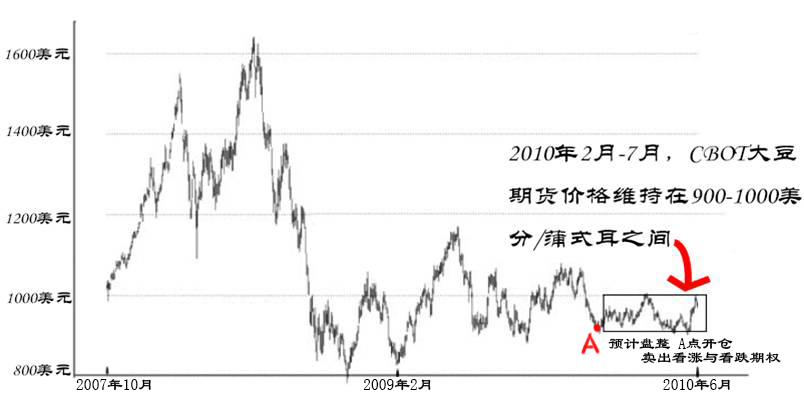 1600美元
1400美元
1200美元
1000美元
800美元
2010年2月-7月，CBOT大豆
期货价格维持在900-1000美
分/蒲式耳之间
A
预计盘整 A点开仓
卖出看涨与看跌期权
2007年10月
2009年2月
2010年6月